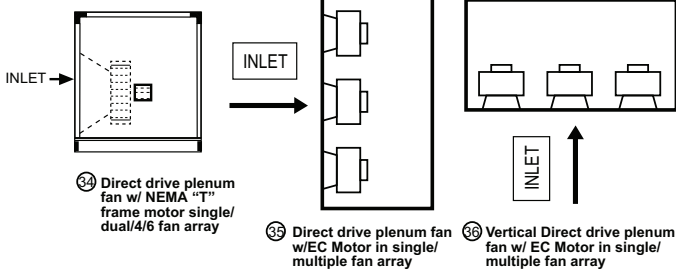 INLET
34 Direct drive plenum
fan w/ NEMA “T”
frame motor single/
dual/4/6 fan array
INLET
35 Direct drive plenum fan
w/EC Motor in single/
multiple fan array
INLET
36 Vertical Direct drive plenum
fan w/ EC Motor in single/
multiple fan array